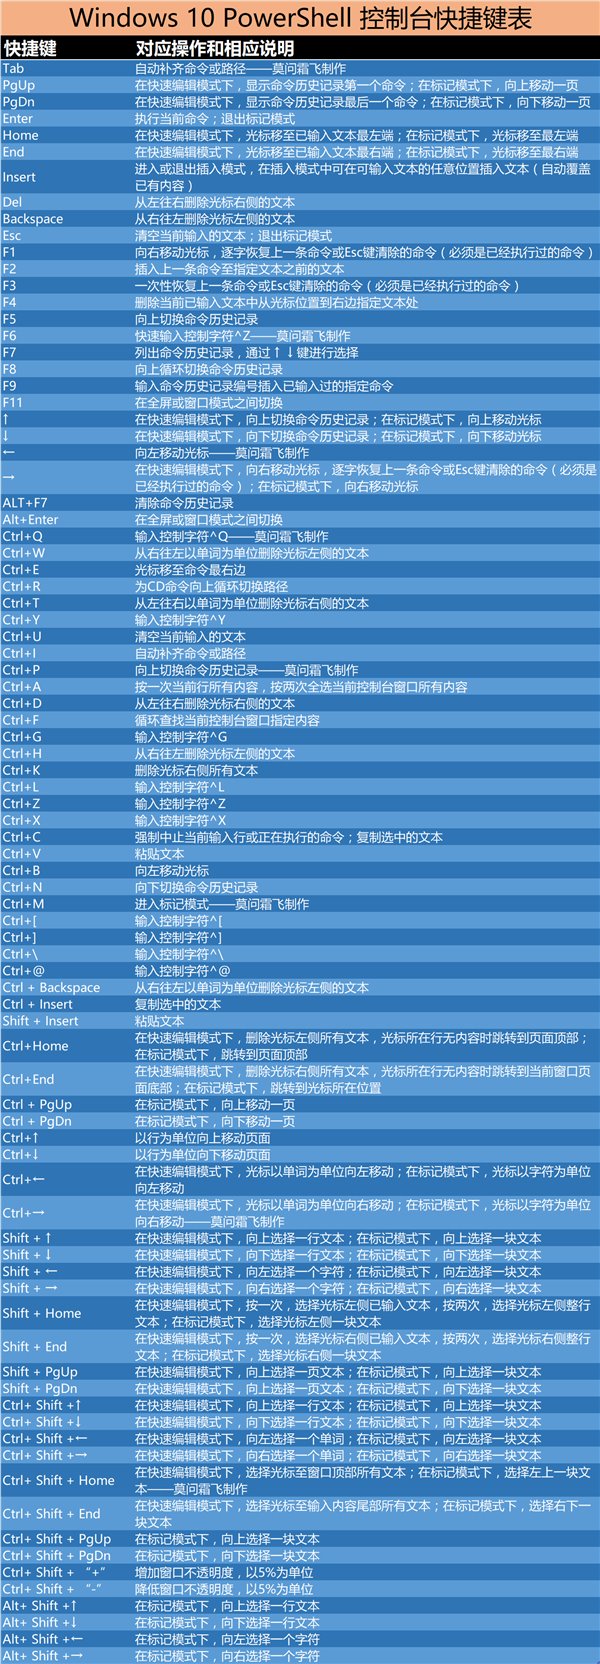 Windows 10 PowerShell 控制台快捷键表
快捷键 对应操作和相应说明
Tab 自动补齐命令或路径——莫问霜飞制作
PgUp 在快速编辑模式下，显示命令历史记录第一个命令；在标记模式下，向上移动一页
PgDn 在快速编辑模式下，显示命令历史记录最后一个命令；在标记模式下，向下移动一页
Enter 执行当前命令；退出标记模式
Home 在快速编辑模式下，光标移至已输入文本最左端；在标记模式下，光标移至最左端
End 在快速编辑模式下，光标移至已输入文本最右端；在标记模式下，光标移至最右端
Insert 进入或退出插入模式，在插入模式中可在可输入文本的任意位置插入文本（自动覆盖
已有内容）
Del 从左往右删除光标右侧的文本
Backspace 从右往左删除光标左侧的文本
Esc 清空当前输入的文本；退出标记模式
F1 向右移动光标，逐字恢复上一条命令或Esc键清除的命令（必须是已经执行过的命令）
F2 插入上一条命令至指定文本之前的文本
F3 一次性恢复上一条命令或Esc键清除的命令（必须是已经执行过的命令）
F4 删除当前已输入文本中从光标位置到右边指定文本处
F5 向上切换命令历史记录
F6 快速输入控制字符^Z——莫问霜飞制作
F7 列出命令历史记录，通过↑↓键进行选择
F8 向上循环切换命令历史记录
F9 输入命令历史记录编号插入已输入过的指定命令
F11 在全屏或窗口模式之间切换
↑ 在快速编辑模式下，向上切换命令历史记录；在标记模式下，向上移动光标
↓ 在快速编辑模式下，向下切换命令历史记录；在标记模式下，向下移动光标
← 向左移动光标——莫问霜飞制作
→ 在快速编辑模式下，向右移动光标，逐字恢复上一条命令或Esc键清除的命令（必须是
已经执行过的命令）；在标记模式下，向右移动光标
ALT+F7 清除命令历史记录
Alt+Enter 在全屏或窗口模式之间切换
Ctrl+Q 输入控制字符^Q——莫问霜飞制作
Ctrl+W 从右往左以单词为单位删除光标左侧的文本
Ctrl+E 光标移至命令最右边
Ctrl+R 为CD命令向上循环切换路径
Ctrl+T 从左往右以单词为单位删除光标右侧的文本
Ctrl+Y 输入控制字符^Y
Ctrl+U 清空当前输入的文本
Ctrl+I 自动补齐命令或路径
Ctrl+P 向上切换命令历史记录——莫问霜飞制作
Ctrl+A 按一次当前行所有内容，按两次全选当前控制台窗口所有内容
Ctrl+D 从左往右删除光标右侧的文本
Ctrl+F 循环查找当前控制台窗口指定内容
Ctrl+G 输入控制字符^G
Ctrl+H 从右往左删除光标左侧的文本
Ctrl+K 删除光标右侧所有文本
Ctrl+L 输入控制字符^L
Ctrl+Z 输入控制字符^Z
Ctrl+X 输入控制字符^X
Ctrl+C 强制中止当前输入行或正在执行的命令；复制选中的文本
Ctrl+V 粘贴文本
Ctrl+B 向左移动光标
Ctrl+N 向下切换命令历史记录
Ctrl+M 进入标记模式——莫问霜飞制作
Ctrl+[ 输入控制字符^[
Ctrl+] 输入控制字符^]
Ctrl+\ 输入控制字符^\
Ctrl+@ 输入控制字符^@
Ctrl + Backspace 从右往左以单词为单位删除光标左侧的文本
Ctrl + Insert 复制选中的文本
Shift + Insert 粘贴文本
Ctrl+Home 在快速编辑模式下，删除光标左侧所有文本，光标所在行无内容时跳转到页面顶部；
在标记模式下，跳转到页面顶部
Ctrl+End 在快速编辑模式下，删除光标右侧所有文本，光标所在行无内容时跳转到当前窗口页
面底部；在标记模式下，跳转到光标所在位置
Ctrl + PgUp 在标记模式下，向上移动一页
Ctrl + PgDn 在标记模式下，向下移动一页
Ctrl+↑ 以行为单位向上移动页面
Ctrl+↓ 以行为单位向下移动页面
Ctrl+← 在快速编辑模式下，光标以单词为单位向左移动；在标记模式下，光标以字符为单位
向左移动
Ctrl+→ 在快速编辑模式下，光标以单词为单位向右移动；在标记模式下，光标以字符为单位
向右移动——莫问霜飞制作
Shift + ↑ 在快速编辑模式下，向上选择一行文本；在标记模式下，向上选择一块文本
Shift + ↓ 在快速编辑模式下，向下选择一行文本；在标记模式下，向下选择一块文本
Shift + ← 在快速编辑模式下，向左选择一个字符；在标记模式下，向左选择一块文本
Shift + → 在快速编辑模式下，向右选择一个字符；在标记模式下，向右选择一块文本
Shift + Home 在快速编辑模式下，按一次，选择光标左侧已输入文本，按两次，选择光标左侧整行
文本；在标记模式下，选择光标左侧一块文本
Shift + End 在快速编辑模式下，按一次，选择光标右侧已输入文本，按两次，选择光标右侧整行
文本；在标记模式下，选择光标右侧一块文本
Shift + PgUp 在快速编辑模式下，向上选择一页文本；在标记模式下，向上选择一块文本
Shift + PgDn 在快速编辑模式下，向上选择一页文本；在标记模式下，向下选择一块文本
Ctrl+ Shift +↑ 在快速编辑模式下，向上选择一行文本；在标记模式下，向上选择一块文本
Ctrl+ Shift +↓ 在快速编辑模式下，向下选择一行文本；在标记模式下，向下选择一块文本
Ctrl+ Shift +← 在快速编辑模式下，向左选择一个单词；在标记模式下，向左选择一块文本
Ctrl+ Shift +→ 在快速编辑模式下，向右选择一个单词；在标记模式下，向右选择一块文本
Ctrl+ Shift + Home 在快速编辑模式下，选择光标至窗口顶部所有文本；在标记模式下，选择左上一块文
本——莫问霜飞制作
Ctrl+ Shift + End 在快速编辑模式下，选择光标至输入内容尾部所有文本；在标记模式下，选择右下一
块文本
Ctrl+ Shift + PgUp 在标记模式下，向上选择一块文本
Ctrl+ Shift + PgDn 在标记模式下，向下选择一块文本
Ctrl+ Shift + “+” 增加窗口不透明度，以5%为单位
Ctrl+ Shift + “-” 降低窗口不透明度，以5%为单位
Alt+ Shift +↑ 在标记模式下，向上选择一行文本
Alt+ Shift +↓ 在标记模式下，向下选择一行文本
Alt+ Shift +← 在标记模式下，向左选择一个字符
Alt+ Shift +→ 在标记模式下，向右选择一个字符